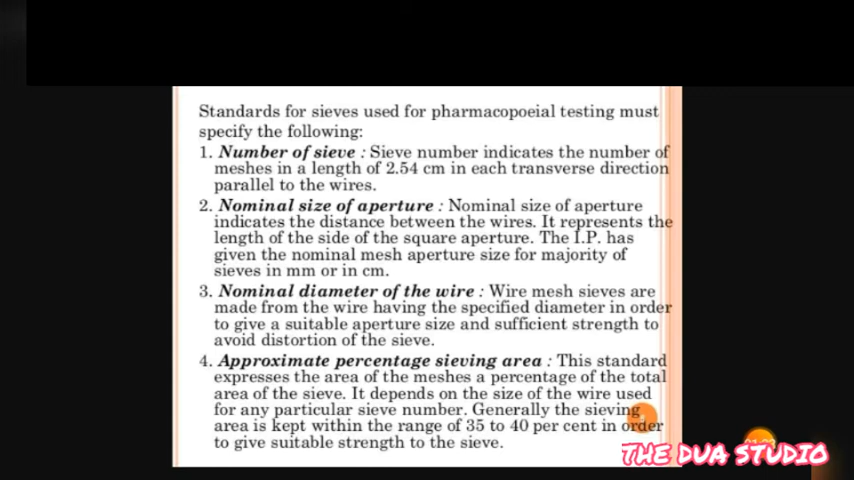 Standards for sieves used for pharmacopoeial testing must
specify the following:
1. Number of sieve : Sieve number indicates the number of
meshes in a length of 2.54 cm in each transverse direction
parallel to the wires.
2. Nominal size of aperture : Nominal size of aperture
indicates the distance between the wires. It represents the
length of the side of the square aperture. The I.P. has
given the nominal mesh aperture size for majority of
sieves in mm or in cm.
3. Nominal diameter of the wire : Wire mesh sieves are
made from the wire having the specified diameter in order
to give a suitable aperture size and sufficient strength to
avoid distortion of the sieve.
4. Approximate percentage sieving area : This standard
expresses the area of the meshes a percentage of the total
area of the sieve. It depends on the size of the wire used
for any particular sieve number. Generally the sieving
area is kept within the range of 35 to 40 per cent in order
to give suitable strength to the sieve.
THE DUA STUDIO